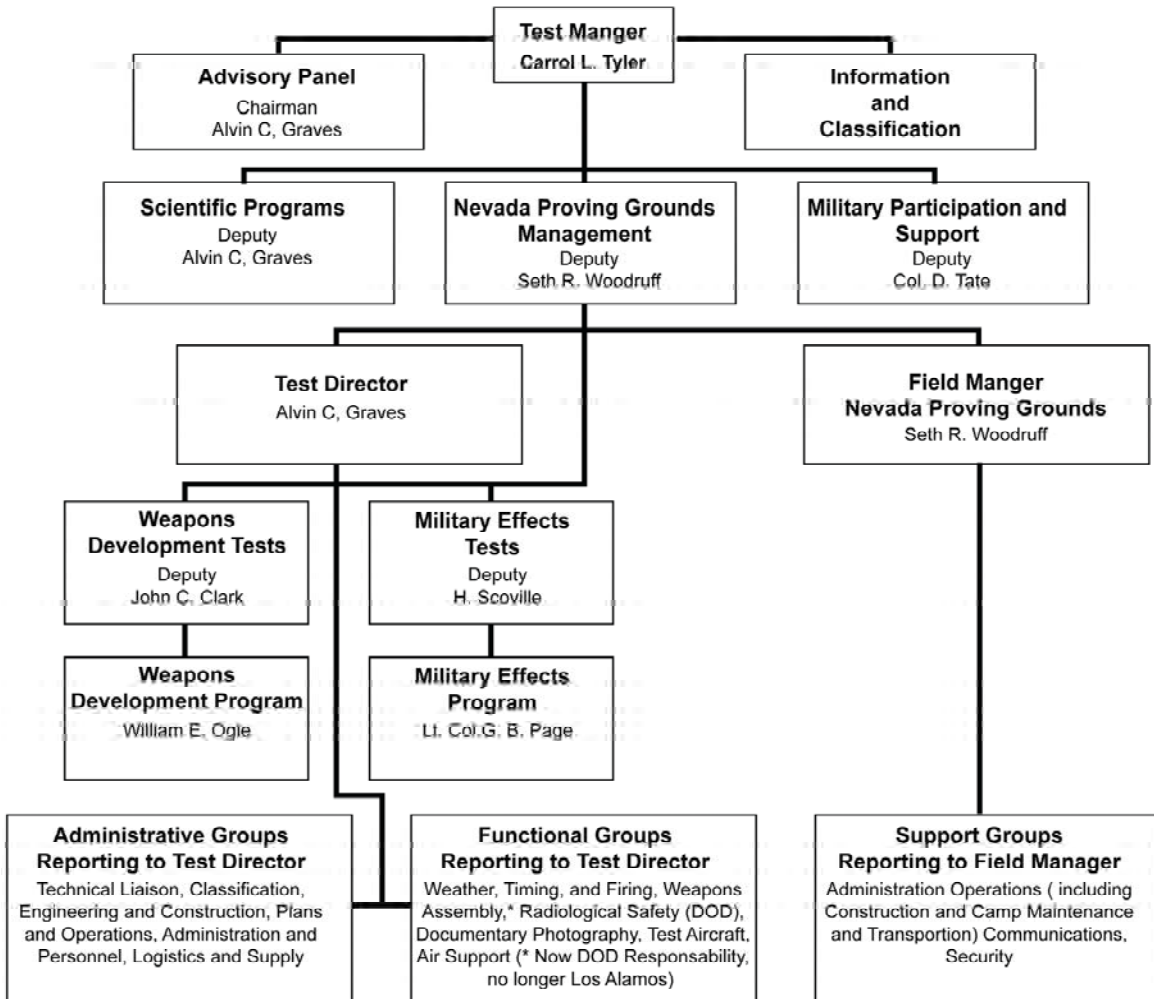 Test Manger
Carrol L. Tyler
Advisory Panel
Chairman
Alvin C, Graves
Information
and
Classification
Scientific Programs
Deputy
Alvin C, Graves
Nevada Proving Grounds
Management
Deputy
Seth R. Woodruff
Military Participation and
Support
Deputy
Col. D. Tate
Test Director
Alvin C, Graves
Field Manger
Nevada Proving Grounds
Seth R. Woodruff
Weapons
Development Tests
Deputy
John C. Clark
Military Effects
Tests
Deputy
H. Scoville
Weapons
Development Program
William E. Ogle
Military Effects
Program
Lt. Col.G. B. Page
Administrative Groups
Reporting to Test Director
Technical Liaison, Classification,
Engineering and Construction, Plans
and Operations, Administration and
Personnel, Logistics and Supply
Functional Groups
Reporting to Test Director
Weather, Timing, and Firing, Weapons
Assembly,* Radiological Safety (DOD),
Documentary Photography, Test Aircraft,
Air Support (* Now DOD Responsability,
no longer Los Alamos)
Support Groups
Reporting to Field Manager
Administration Operations ( including
Construction and Camp Maintenance
and Transportion) Communications,
Security